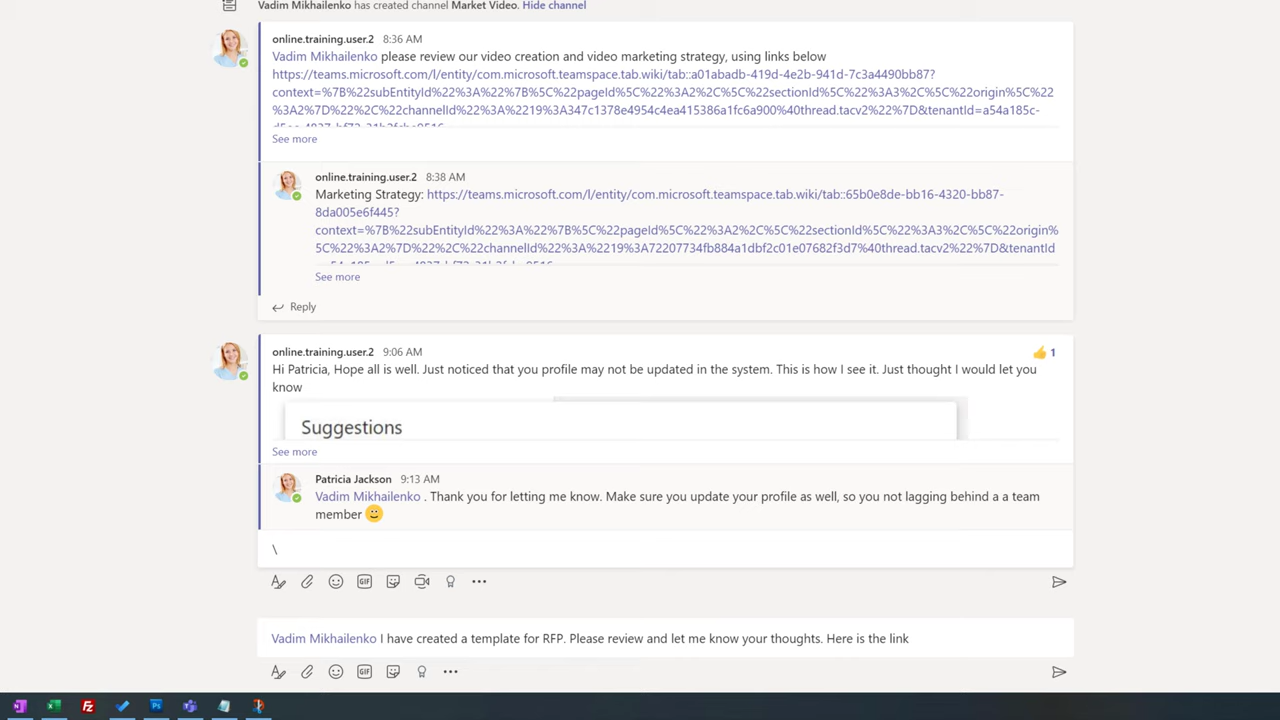 Vadim Mikhailenko has created channel Market Video. Hide channel
online.training.user.2 8:36 AM
Vadim Mikhailenko please review our video creation and video marketing strategy, using links below
https://teams.microsoft.com/l/entity/com.microsoft.teamspace.tab.wiki/tab::a01abadb-419d-4e2b-941d-7c3a4490bb87?
context=%7B%22subEntityId%22%3A%22%7B%5C%22pageId%5C%22%3A2%2C%5C%22sectionId%5C%22%3A3%2C%5C%22origin%5C%22
%3A2%7D%22%2C%22channelId%22%3A%2219%3A347c1378e4954c4ea415386a1fc6a900%40thread.tacv2%22%7D&tenantId=a54a185c-
See more
online.training.user.2 8:38 AM
Marketing Strategy: https://teams.microsoft.com/l/entity/com.microsoft.teamspace.tab.wiki/tab::65b0e8de-bb16-4320-bb87-
8da005e6f445?
context=%7B%22subEntityId%22%3A%22%7B%5C%22pageId%5C%22%3A2%2C%5C%22sectionId%5C%22%3A3%2C%5C%22origin%
5C%22%3A2%7D%22%2C%22channelId%22%3A%2219%3A72207734fb884a1dbf2c01e07682f3d7%40thread.tacv2%22%7D&tenantId
See more
Reply
online.training.user.2 9:06 AM 1
Hi Patricia, Hope all is well. Just noticed that you profile may not be updated in the system. This is how I see it. Just thought I would let you
know
Suggestions
See more
Patricia Jackson 9:13 AM
Vadim Mikhailenko . Thank you for letting me know. Make sure you update your profile as well, so you not lagging behind a a team
member
\
GIF
Vadim Mikhailenko I have created a template for RFP. Please review and let me know your thoughts. Here is the link
GIF